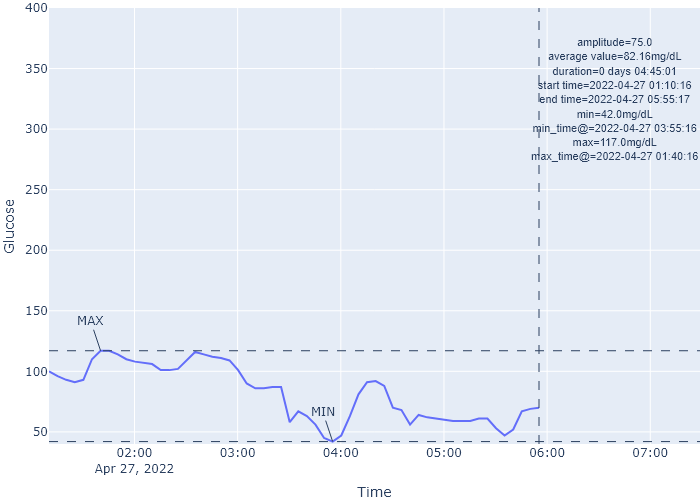 400
350
300
250
200
150
100
50
Glucose
amplitude=75.0
average value=82.16mg/dL
duration=0 days 04:45:01
start time=2022-04-27 01:10:16
end time=2022-04-27 05:55:17
min=42.0mg/dL
min_time@=2022-04-27 03:55:16
max=117.0mg/dL
max_time@=2022-04-27 01:40:16
MAX
MIN
02:00 03:00 04:00 05:00 06:00 07:00
Apr 27, 2022
Time